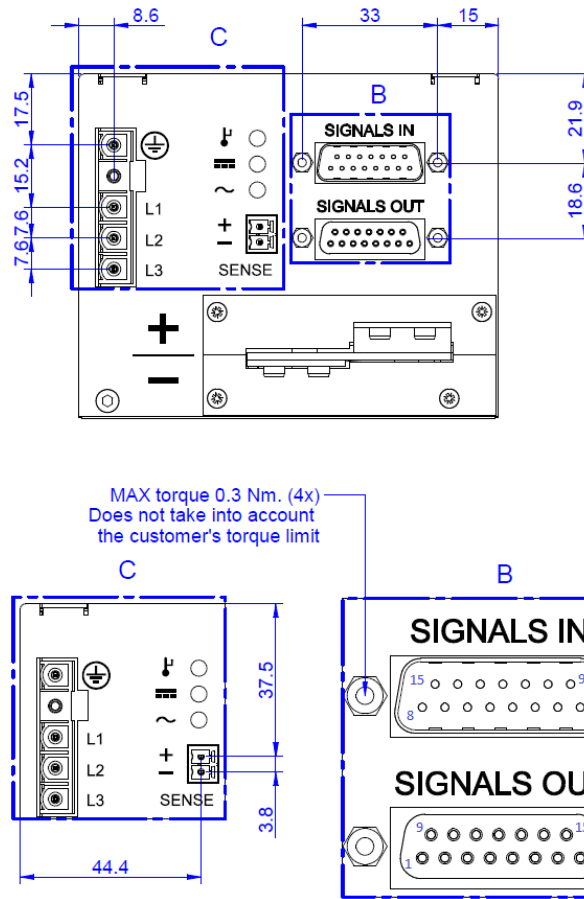 8.6
33
15
C
17.5
B
21.9
SIGNALS IN
15.2
L1
SIGNALS OUT
18.6
7.6
L2
+
−
7.6
L3
SENSE
+
−
MAX torque 0.3 Nm. (4x)
Does not take into account
the customer's torque limit
C
B
SIGNALS IN
37.5
15
9
8
L1
+
L2
−
SIGNALS OU
L3
SENSE
3.8
9
15
1
44.4